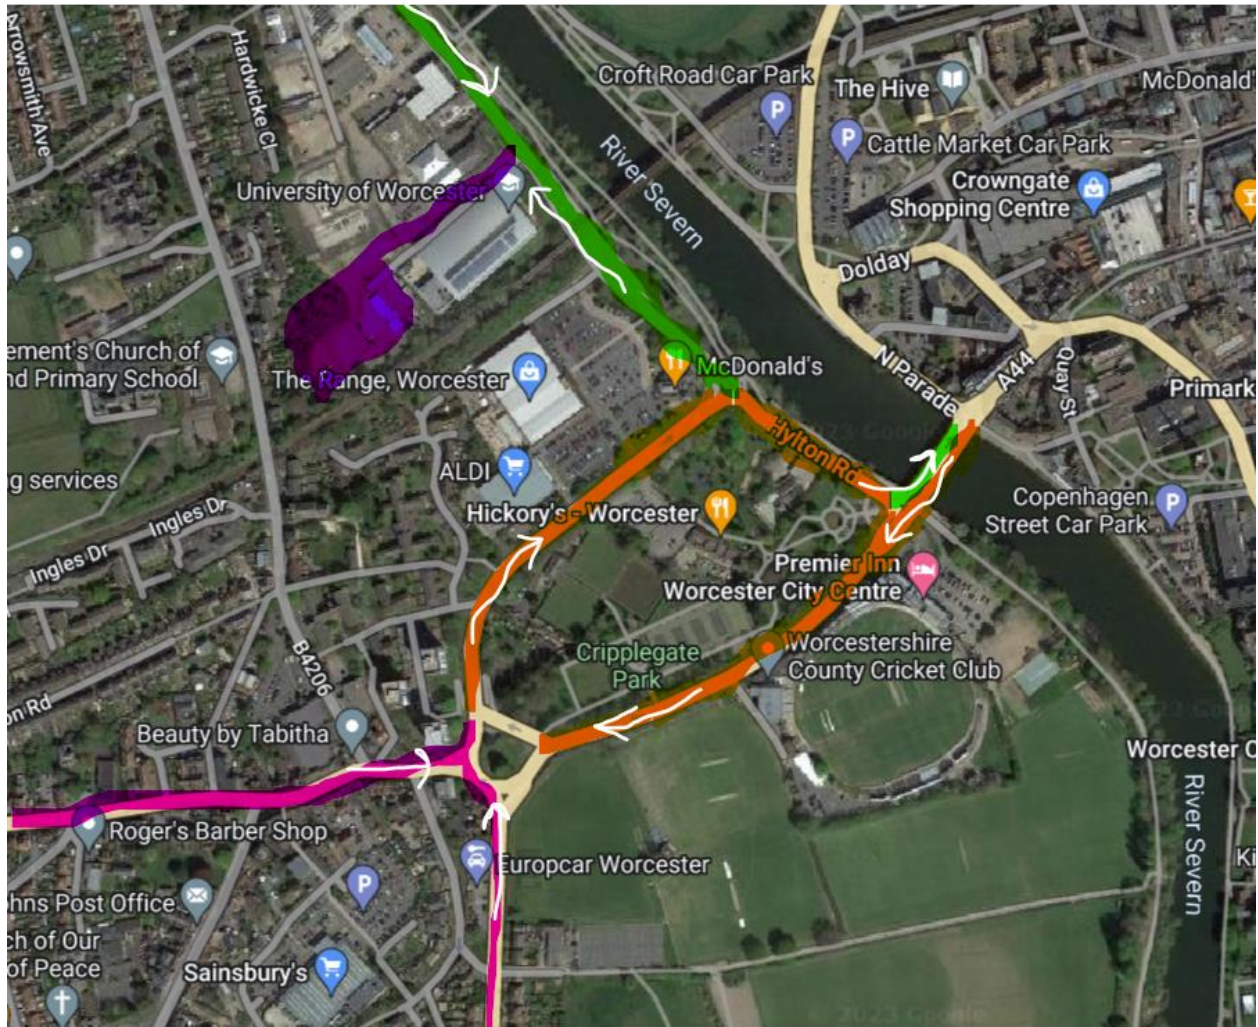 Arrowsmith Ave
Hardwicke Cl
Croft Road Car Park
The Hive
McDonald'
Cattle Market Car Park
River Severn
University of Worcester
Crowngate
Shopping Centre
Dolday
ement's Church of
nd Primary School
The Range, Worcester
McDonald's
N Parade
A44
Quay St
Primark
Hylton Rd
g services
ALDI
Ingles Dr
Ingles Dr
Hickory's - Worcester
Copenhagen
Street Car Park
Premier Inn
Worcester City Centre
B4206
Cripplegate
Park
Worcestershire
County Cricket Club
on Rd
Beauty by Tabitha
Worcester C
River Severn
Roger's Barber Shop
Europcar Worcester
Ki
ohns Post Office
ch of Our
of Peace
Sainsbury's